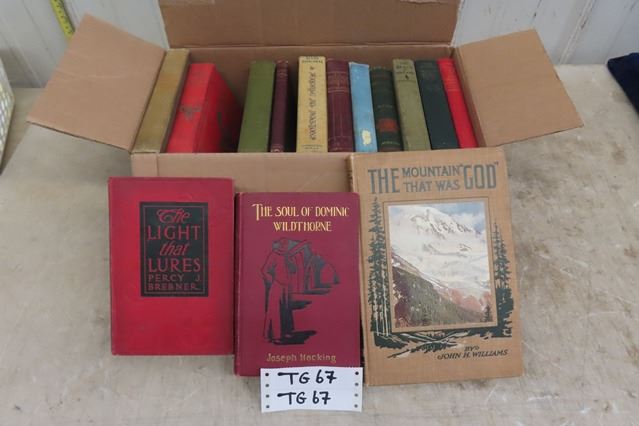 The
LIGHT
that
LURES
PERCY J.
BREBNER
THE SOUL OF DOMINIC
WILDTHORNE
Joseph Hocking
THE MOUNTAIN
THAT WAS "GOD"
BY
JOHN H. WILLIAMS
TG 67
TG 67